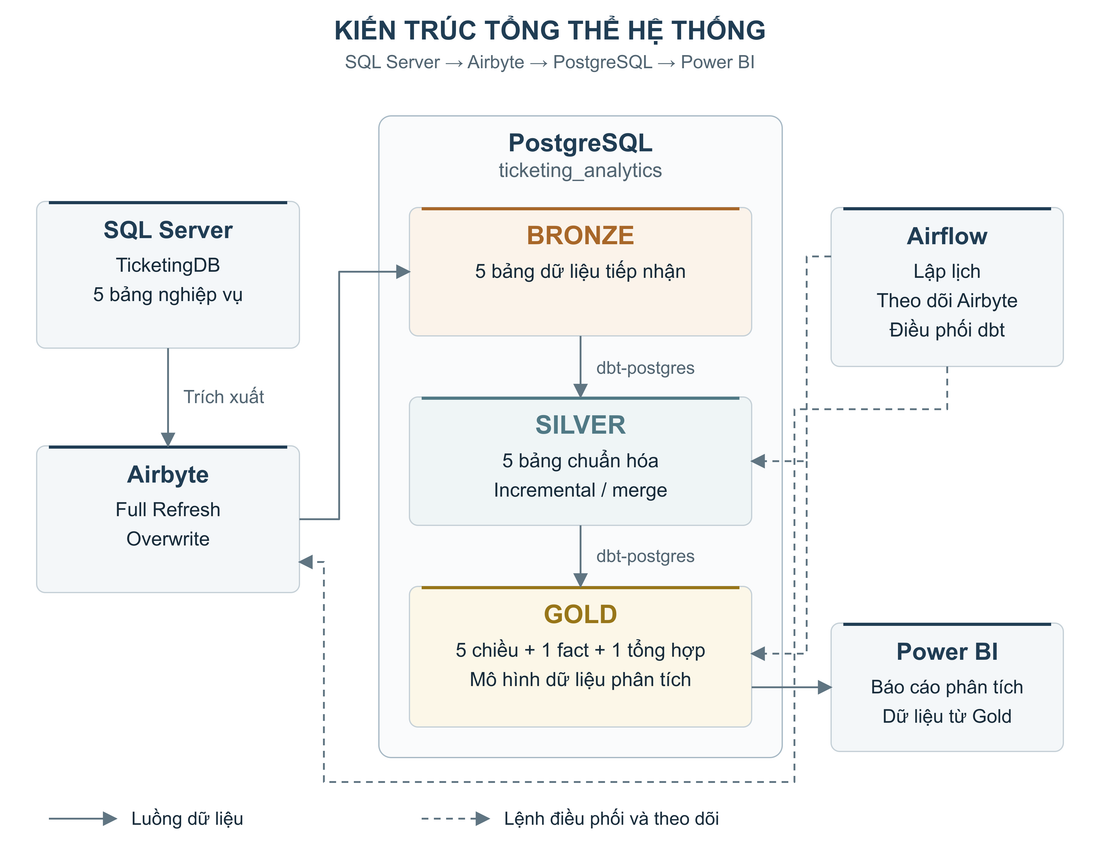 KIẾN TRÚC TỔNG THỂ HỆ THỐNG
SQL Server → Airbyte → PostgreSQL → Power BI
PostgreSQL
ticketing_analytics
SQL Server
TicketingDB
5 bảng nghiệp vụ
Trích xuất
Airbyte
Full Refresh
Overwrite
BRONZE
5 bảng dữ liệu tiếp nhận
dbt-postgres
SILVER
5 bảng chuẩn hóa
Incremental / merge
dbt-postgres
GOLD
5 chiều + 1 fact + 1 tổng hợp
Mô hình dữ liệu phân tích
Airflow
Lập lịch
Theo dõi Airbyte
Điều phối dbt
Power BI
Báo cáo phân tích
Dữ liệu từ Gold
Luồng dữ liệu
Lệnh điều phối và theo dõi